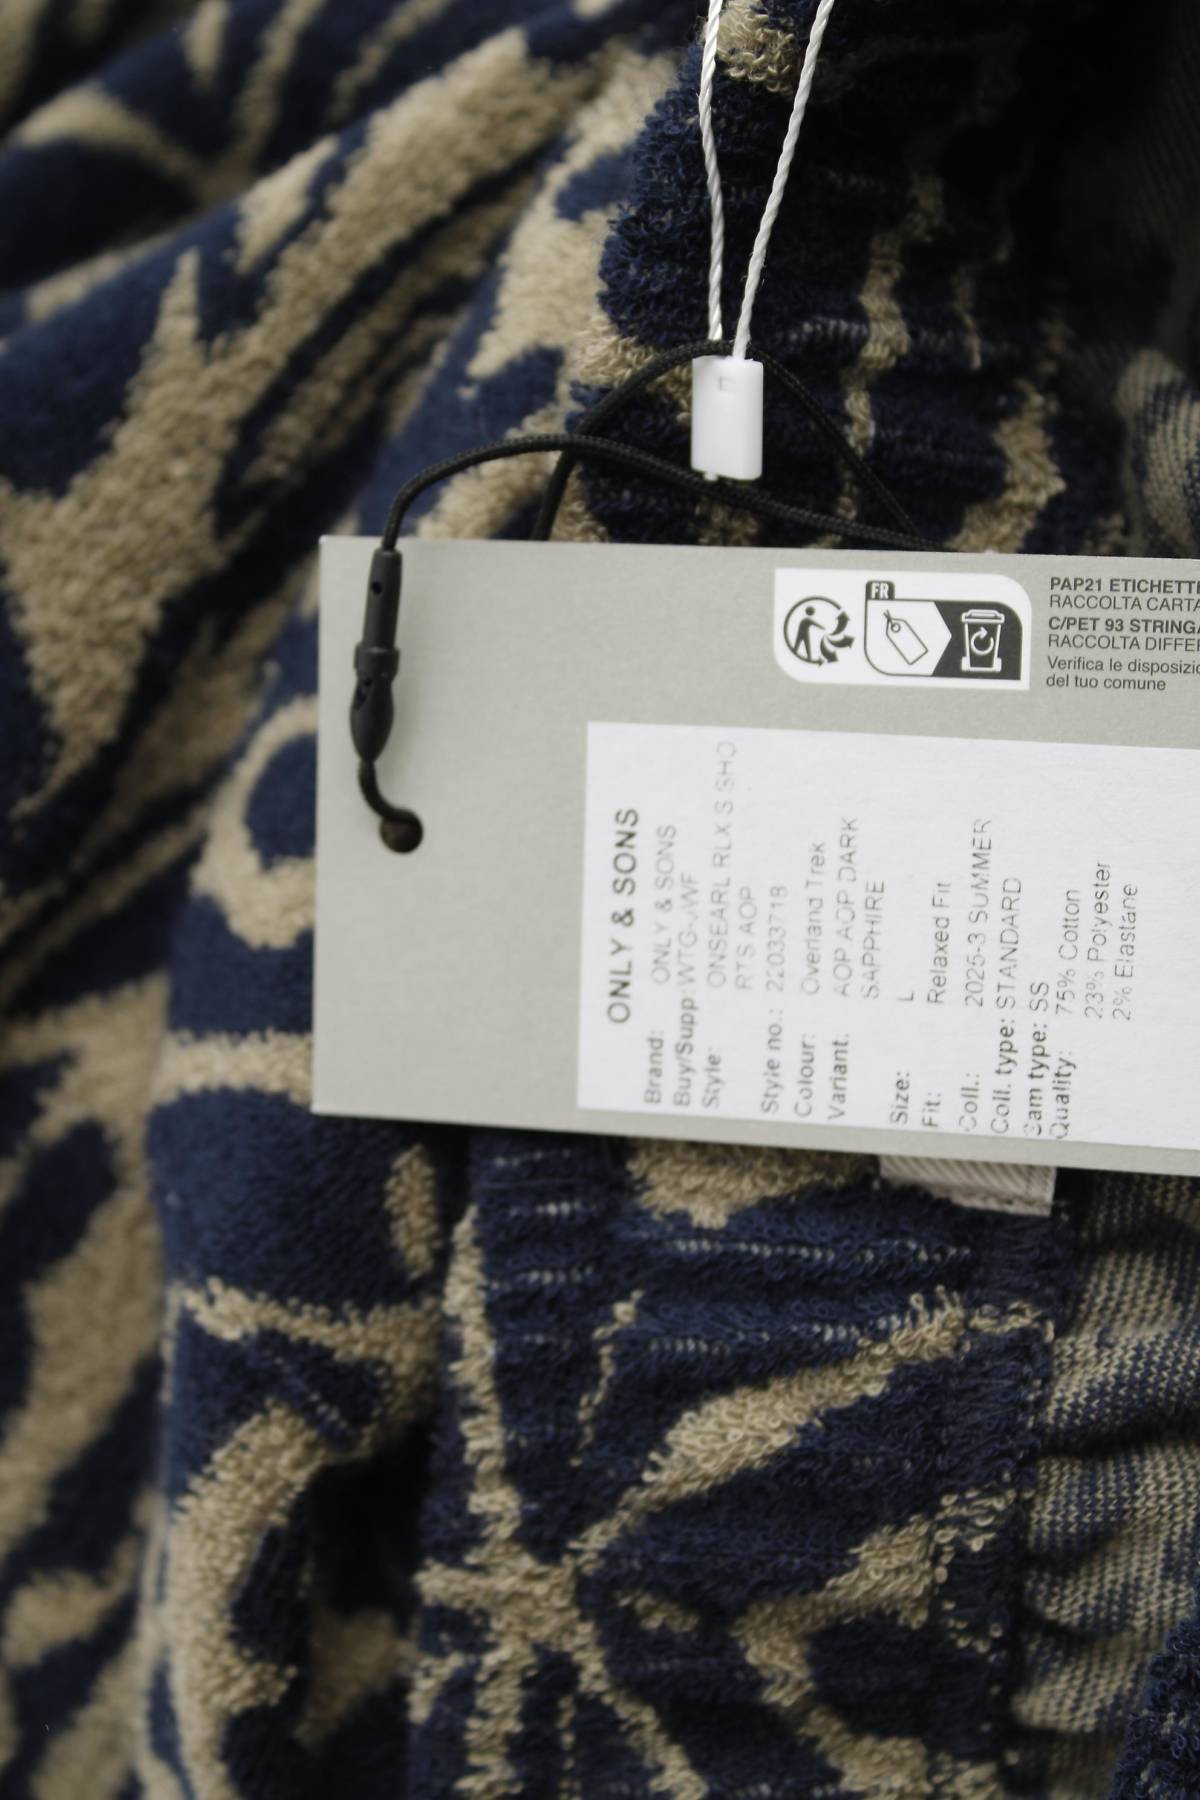 FR
PAP21 ETICHETTE
RACCOLTA CARTA
C/PET 93 STRINGA
RACCOLTA DIFFER
Verifica le disposizio
del tuo comune
ONLY & SONS
Brand: ONLY & SONS
Buy/Supp:WTG-JWF
Style: ONSEARL RLX S SHO
RTS AOP
Style no.: 22033718
Colour: Overland Trek
Variant. AOP AOP DARK
SAPPHIRE
Size: L
Fit: Relaxed Fit
Coll.: 2025-3 SUMMER
Coll. type: STANDARD
Sam type: SS
Quality: 75% Cotton
23% Polyester
2% Elastane